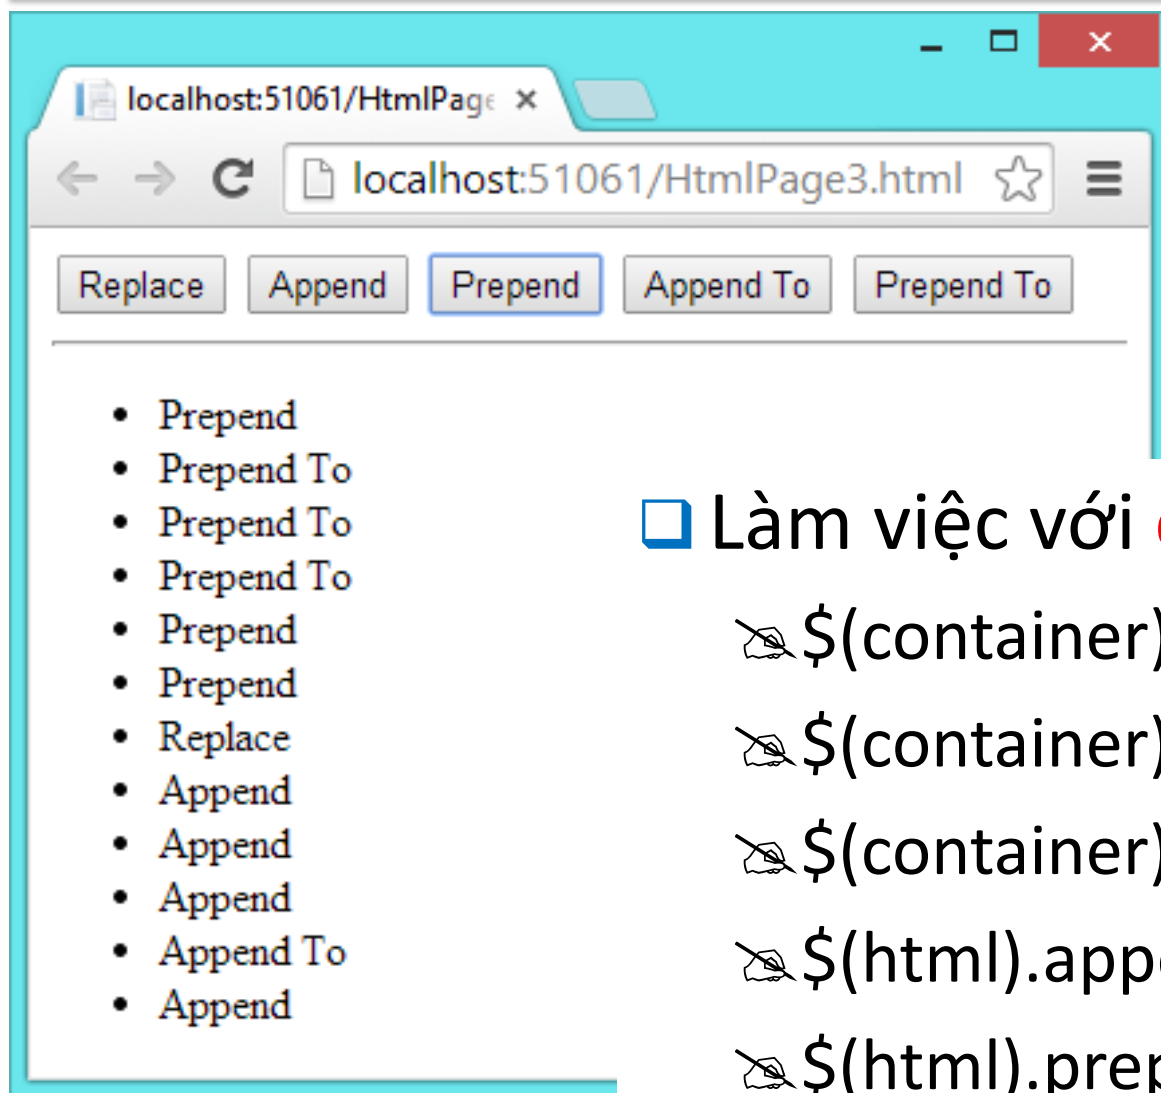 localhost:51061/HtmlPage
localhost:51061/HtmlPage3.html
Replace Append Prepend Append To Prepend To
• Prepend
• Prepend To
• Prepend To
• Prepend To
• Prepend
• Prepend
• Replace
• Append
• Append
• Append
• Append To
• Append
Làm việc với
$(container)
$(container)
$(container)
$(html).appe
$(html).prep